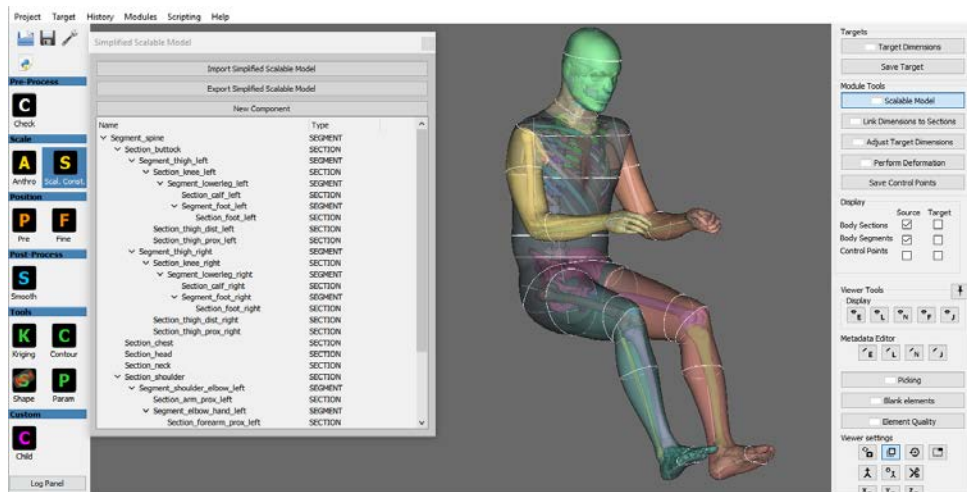 Project Target History Modules Scripting Help
Pre-Process
C
Check
Scale
A S
Anthro Scal. Const.
Position
P F
Pre Fine
Post-Process
S
Smooth
Tools
K C
Kriging Contour
S P
Shape Param
Custom
C
Child
Log Panel
Simplified Scalable Model
Import Simplified Scalable Model
Export Simplified Scalable Model
New Component
Name Type
Segment_spine SEGMENT
Section_buttock SECTION
Segment_thigh_left SEGMENT
Section_knee_left SECTION
Segment_lowerleg_left SEGMENT
Section_calf_left SECTION
Segment_foot_left SEGMENT
Section_foot_left SECTION
Section_thigh_dist_left SECTION
Section_thigh_prox_left SECTION
Segment_thigh_right SEGMENT
Section_knee_right SECTION
Segment_lowerleg_right SEGMENT
Section_calf_right SECTION
Segment_foot_right SEGMENT
Section_foot_right SECTION
Section_thigh_dist_right SECTION
Section_thigh_prox_right SECTION
Section_chest SECTION
Section_head SECTION
Section_neck SECTION
Section_shoulder SECTION
Segment_shoulder_elbow_left SEGMENT
Section_arm_prox_left SECTION
Segment_elbow_hand_left SEGMENT
Section_forearm_prox_left SECTION
Targets
Target Dimensions
Save Target
Module Tools
Scalable Model
Link Dimensions to Sections
Adjust Target Dimensions
Perform Deformation
Save Control Points
Display
Source Target
Body Sections
Body Segments
Control Points
Viewer Tools
Display
E L N F J
Metadata Editor
E L N J
Picking
Blank elements
Element Quality
Viewer settings